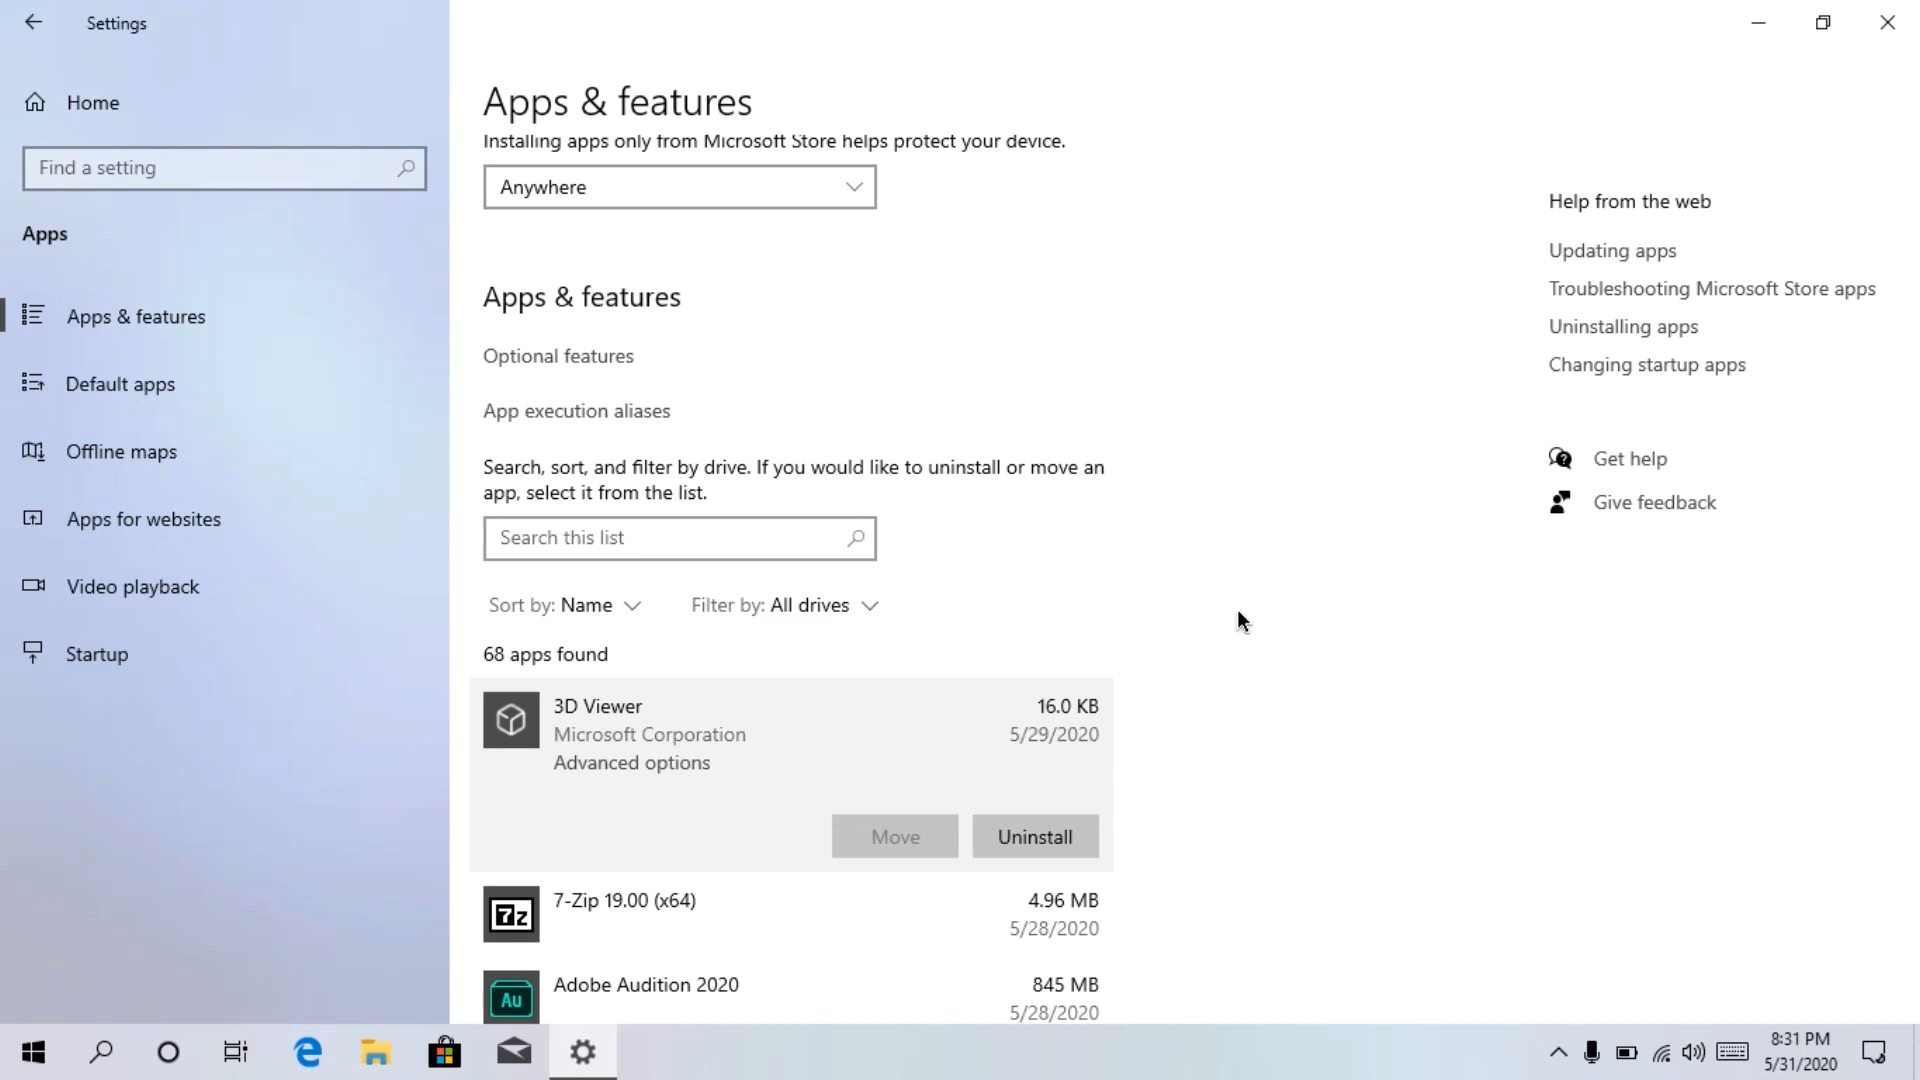 Settings
Home
Find a setting
Apps
Apps & features
Default apps
Offline maps
Apps for websites
Video playback
Startup
Apps & features
Installing apps only from Microsoft Store helps protect your device.
Anywhere
Apps & features
Optional features
App execution aliases
Search, sort, and filter by drive. If you would like to uninstall or move an
app, select it from the list.
Search this list
Sort by: Name Filter by: All drives
68 apps found
3D Viewer 16.0 KB
Microsoft Corporation 5/29/2020
Advanced options
Move Uninstall
7-Zip 19.00 (x64) 4.96 MB
7z 5/28/2020
Adobe Audition 2020 845 MB
Au 5/28/2020
Help from the web
Updating apps
Troubleshooting Microsoft Store apps
Uninstalling apps
Changing startup apps
Get help
Give feedback
8:31 PM
5/31/2020